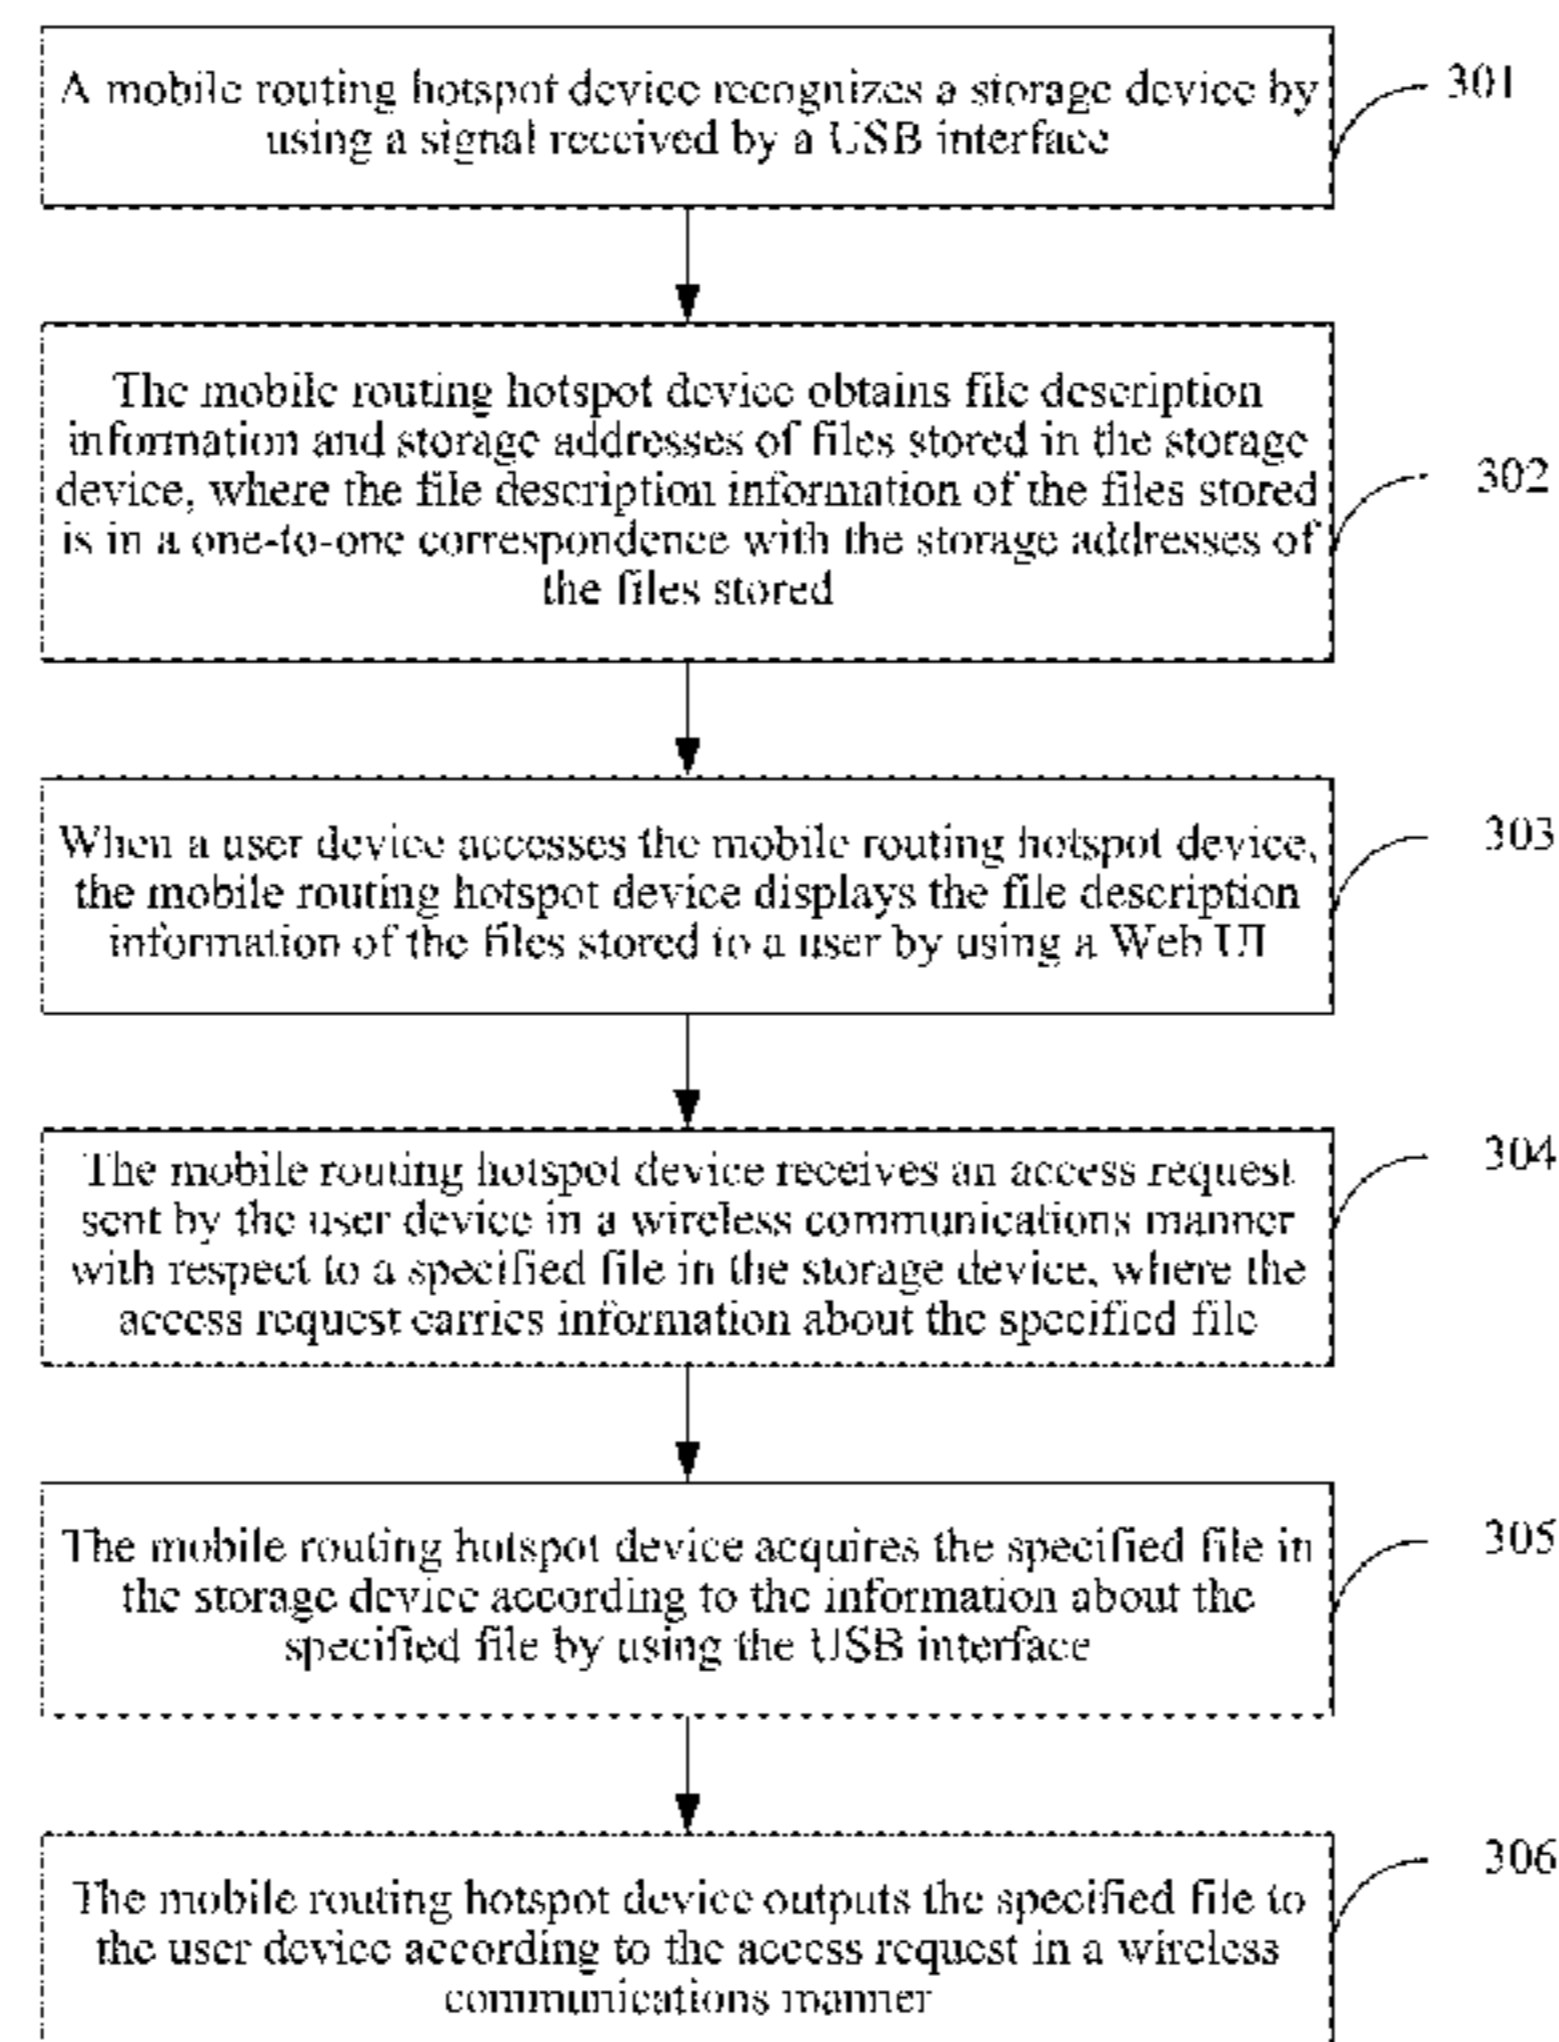 A mobile routing hotspot device recognizes a storage device by
using a signal received by a USB interface
301
The mobile routing hotspot device obtains file description
information and storage addresses of files stored in the storage
device, where the file description information of the files stored
is in a one-to-one correspondence with the storage addresses of
the files stored
302
When a user device accesses the mobile routing hotspot device,
the mobile routing hotspot device displays the file description
information of the files stored to a user by using a Web UI
303
The mobile routing hotspot device receives an access request
sent by the user device in a wireless communications manner
with respect to a specified file in the storage device, where the
access request carries information about the specified file
304
The mobile routing hotspot device acquires the specified file in
the storage device according to the information about the
specified file by using the USB interface
305
The mobile routing hotspot device outputs the specified file to
the user device according to the access request in a wireless
communications manner
306